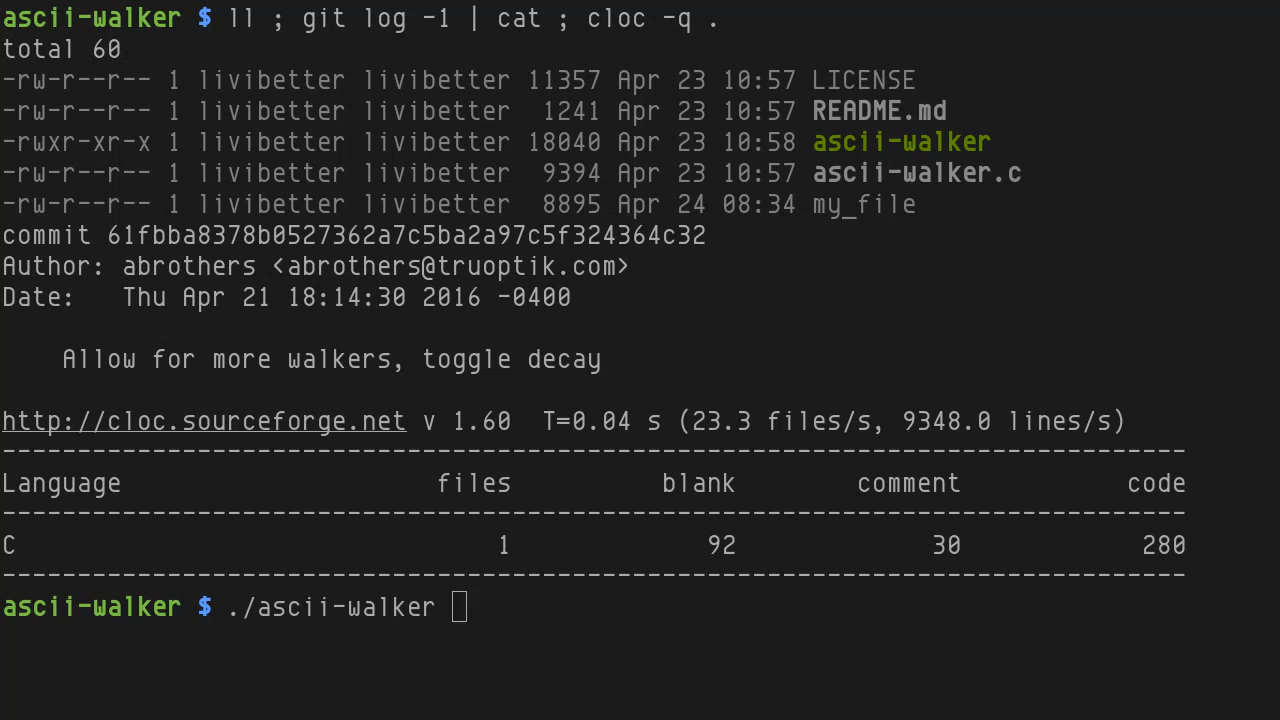 ascii-walker $ ll ; git log -1 | cat ; cloc -q .
total 60
-rw-r--r-- 1 livibetter livibetter 11357 Apr 23 10:57 LICENSE
-rw-r--r-- 1 livibetter livibetter  1241 Apr 23 10:57 README.md
-rwxr-xr-x 1 livibetter livibetter 18040 Apr 23 10:58 ascii-walker
-rw-r--r-- 1 livibetter livibetter  9394 Apr 23 10:57 ascii-walker.c
-rw-r--r-- 1 livibetter livibetter  8895 Apr 24 08:34 my_file
commit 61fbba8378b0527362a7c5ba2a97c5f324364c32
Author: abrothers <abrothers@truoptik.com>
Date:   Thu Apr 21 18:14:30 2016 -0400
    Allow for more walkers, toggle decay
http://cloc.sourceforge.net v 1.60  T=0.04 s (23.3 files/s, 9348.0 lines/s)
-------------------------------------------------------------------------------
Language                     files          blank        comment           code
-------------------------------------------------------------------------------
C                                1             92             30            280
-------------------------------------------------------------------------------
ascii-walker $ ./ascii-walker